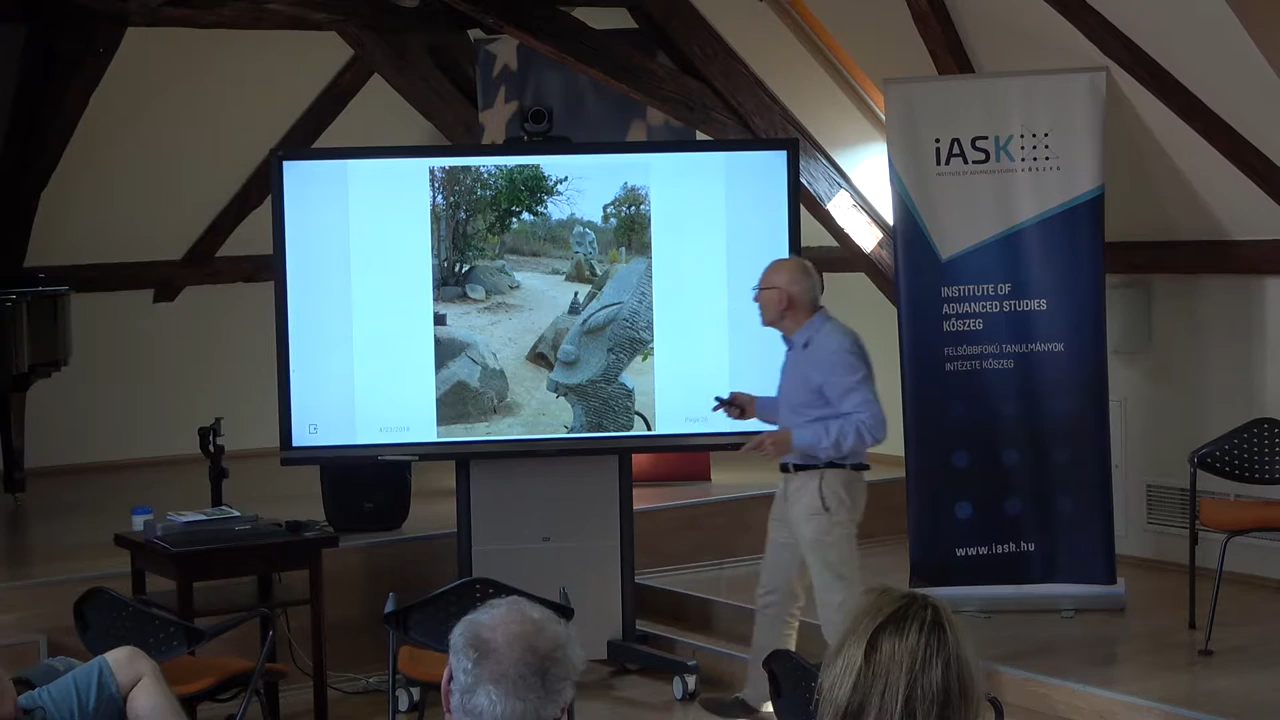 iASK
INSTITUTE OF ADVANCED STUDIES KŐSZEG
INSTITUTE OF
ADVANCED STUDIES
KŐSZEG
FELSŐBBFOKÚ TANULMÁNYOK
INTÉZETE KŐSZEG
www.iask.hu
4/23/2018